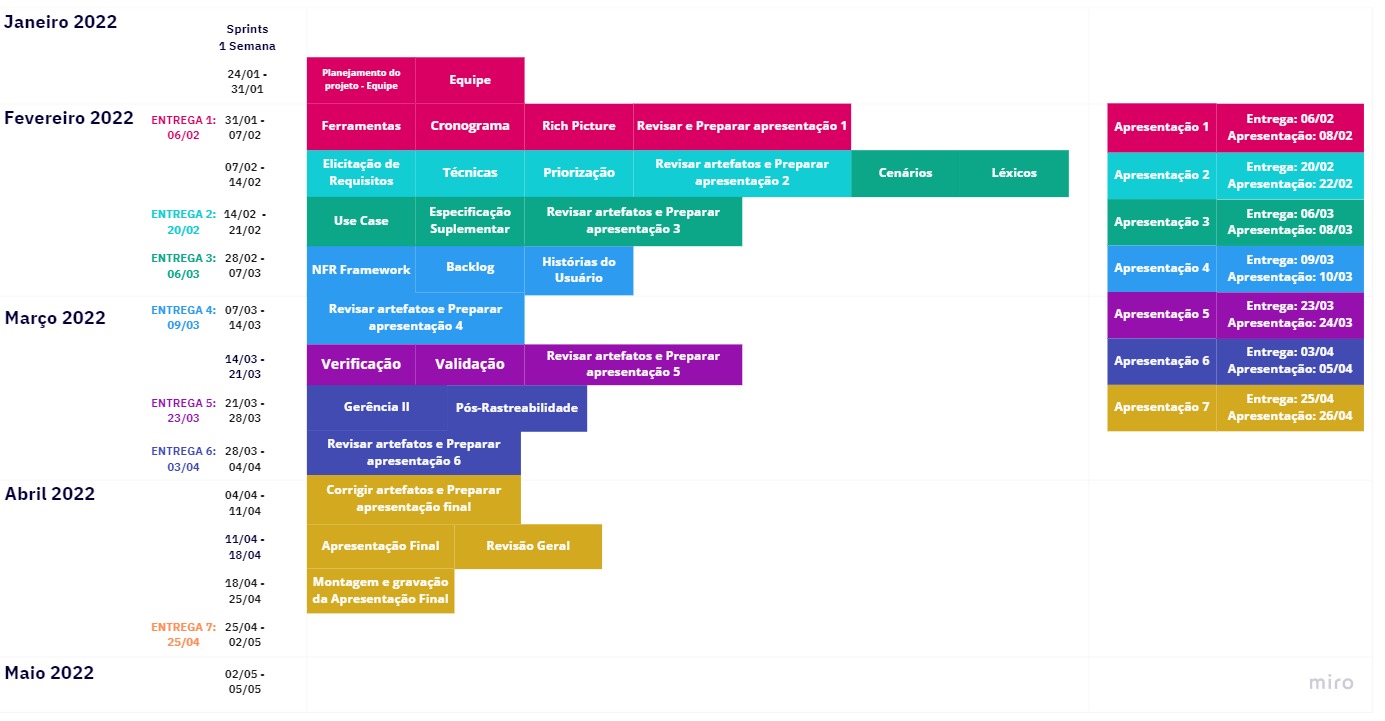 Janeiro 2022
Sprints
1 Semana
24/01 -
31/01
Planejamento do
projeto - Equipe
Equipe
Fevereiro 2022
ENTREGA 1:
06/02
31/01 -
07/02
Ferramentas
Cronograma
Rich Picture
Revisar e Preparar apresentação 1
07/02 -
14/02
Elicitação de
Requisitos
Técnicas
Priorização
Revisar artefatos e Preparar
apresentação 2
Cenários
Léxicos
ENTREGA 2:
20/02
14/02 -
21/02
Use Case
Especificação
Suplementar
Revisar artefatos e Preparar
apresentação 3
ENTREGA 3:
06/03
28/02 -
07/03
NFR Framework
Backlog
Histórias do
Usuário
Março 2022
ENTREGA 4:
09/03
07/03 -
14/03
Revisar artefatos e Preparar
apresentação 4
14/03 -
21/03
Verificação
Validação
Revisar artefatos e Preparar
apresentação 5
ENTREGA 5:
23/03
21/03 -
28/03
Gerência II
Pós-Rastreabilidade
ENTREGA 6:
03/04
28/03 -
04/04
Revisar artefatos e Preparar
apresentação 6
Abril 2022
04/04 -
11/04
Corrigir artefatos e Preparar
apresentação final
11/04 -
18/04
Apresentação Final
Revisão Geral
18/04 -
25/04
Montagem e gravação
da Apresentação Final
ENTREGA 7:
25/04
25/04 -
02/05
Maio 2022
02/05 -
05/05
Apresentação 1
Entrega: 06/02
Apresentação: 08/02
Apresentação 2
Entrega: 20/02
Apresentação: 22/02
Apresentação 3
Entrega: 06/03
Apresentação: 08/03
Apresentação 4
Entrega: 09/03
Apresentação: 10/03
Apresentação 5
Entrega: 23/03
Apresentação: 24/03
Apresentação 6
Entrega: 03/04
Apresentação: 05/04
Apresentação 7
Entrega: 25/04
Apresentação: 26/04
miro